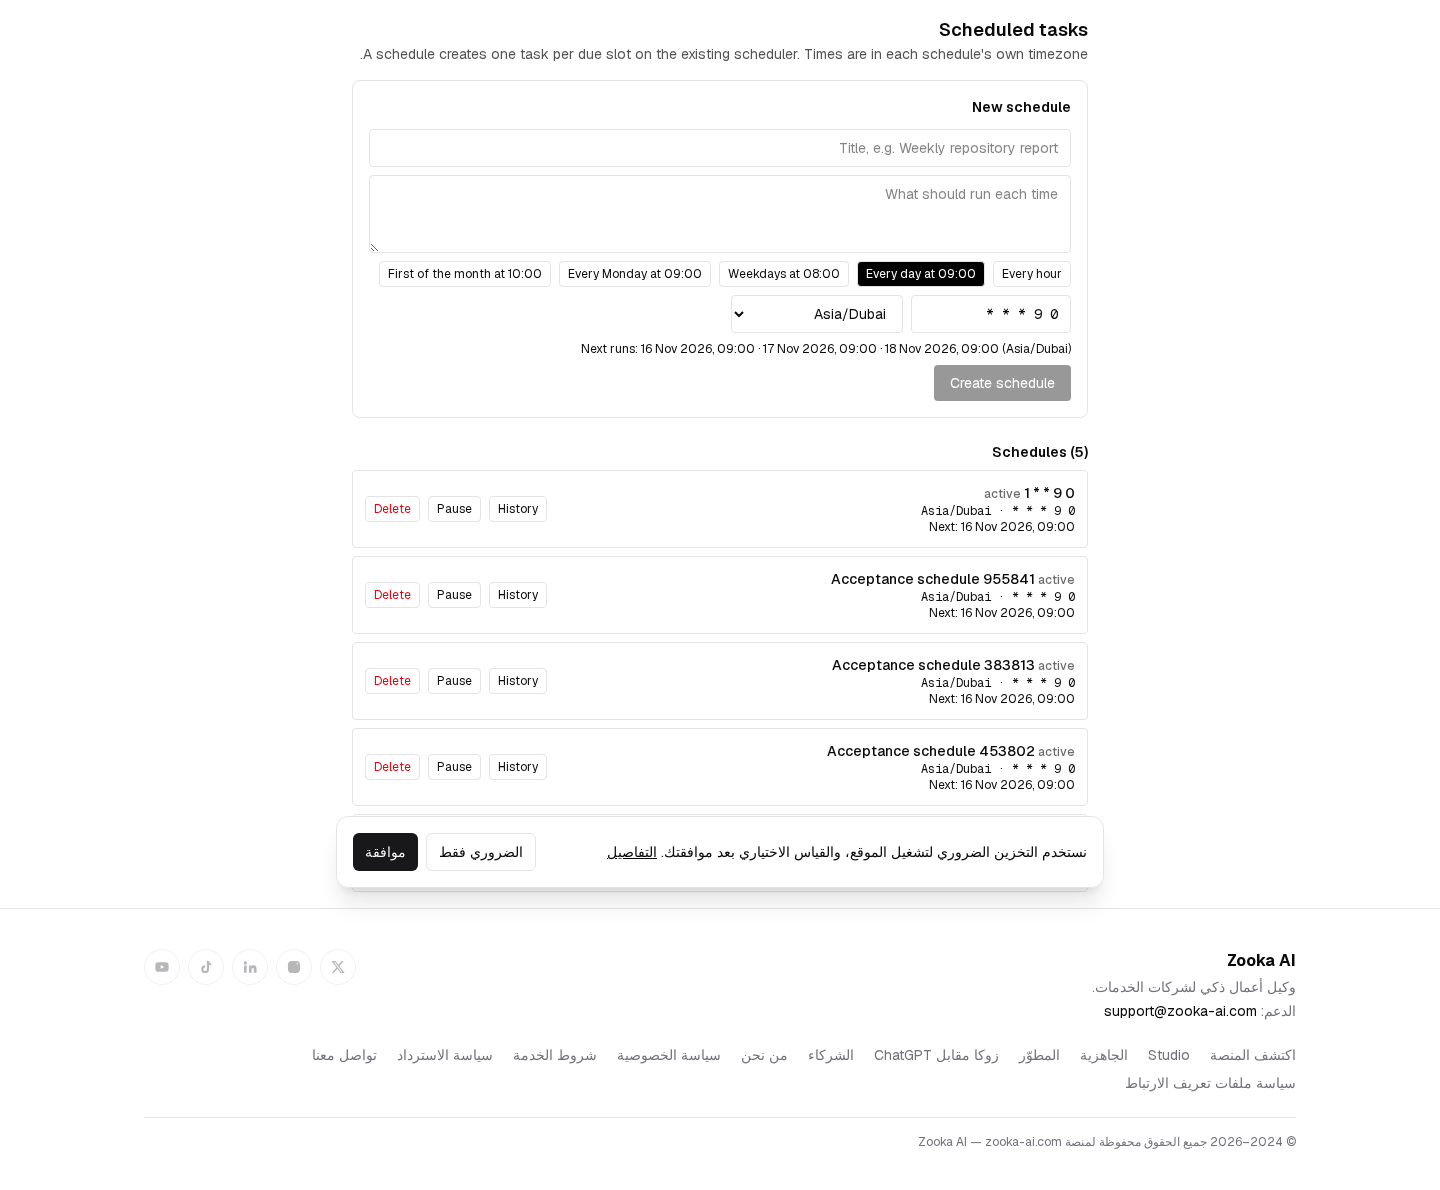 Scheduled tasks
A schedule creates one task per due slot on the existing scheduler. Times are in each schedule's own timezone.
New schedule
Title, e.g. Weekly repository report
What should run each time
Every hour
Every day at 09:00
Weekdays at 08:00
Every Monday at 09:00
First of the month at 10:00
0 9 * * *
Asia/Dubai
Next runs: 16 Nov 2026, 09:00 · 17 Nov 2026, 09:00 · 18 Nov 2026, 09:00 (Asia/Dubai)
Create schedule
Schedules (5)
0 9 * * 1 active
0 9 * * * · Asia/Dubai
Next: 16 Nov 2026, 09:00
History
Pause
Delete
Acceptance schedule 955841 active
0 9 * * * · Asia/Dubai
Next: 16 Nov 2026, 09:00
History
Pause
Delete
Acceptance schedule 383813 active
0 9 * * * · Asia/Dubai
Next: 16 Nov 2026, 09:00
History
Pause
Delete
Acceptance schedule 453802 active
0 9 * * * · Asia/Dubai
Next: 16 Nov 2026, 09:00
History
Pause
Delete
نستخدم التخزين الضروري لتشغيل الموقع، والقياس الاختياري بعد موافقتك. التفاصيل
الضروري فقط
موافقة
Zooka AI
وكيل أعمال ذكي لشركات الخدمات.
الدعم: support@zooka-ai.com
اكتشف المنصة
Studio
الجاهزية
المطوّر
زوكا مقابل ChatGPT
الشركاء
من نحن
سياسة الخصوصية
شروط الخدمة
سياسة الاسترداد
تواصل معنا
سياسة ملفات تعريف الارتباط
© 2024–2026 جميع الحقوق محفوظة لمنصة Zooka AI — zooka-ai.com